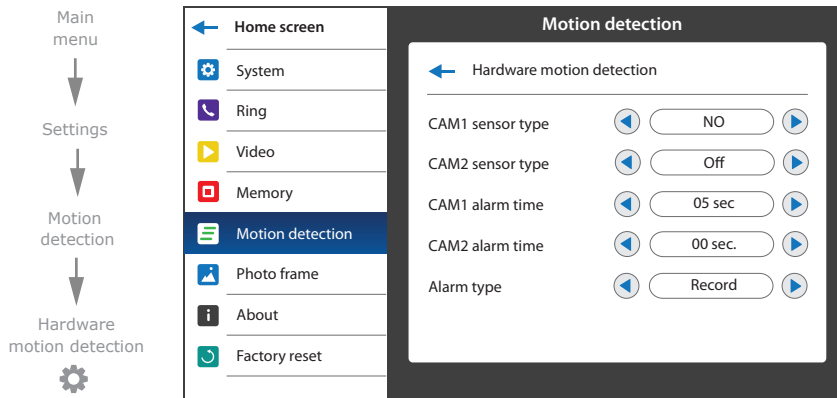 Main
menu
Settings
Motion
detection
Hardware
motion detection
Home screen
System
Ring
Video
Memory
Motion detection
Photo frame
About
Factory reset
Motion detection
Hardware motion detection
CAM1 sensor type NO
CAM2 sensor type Off
CAM1 alarm time 05 sec
CAM2 alarm time 00 sec.
Alarm type Record